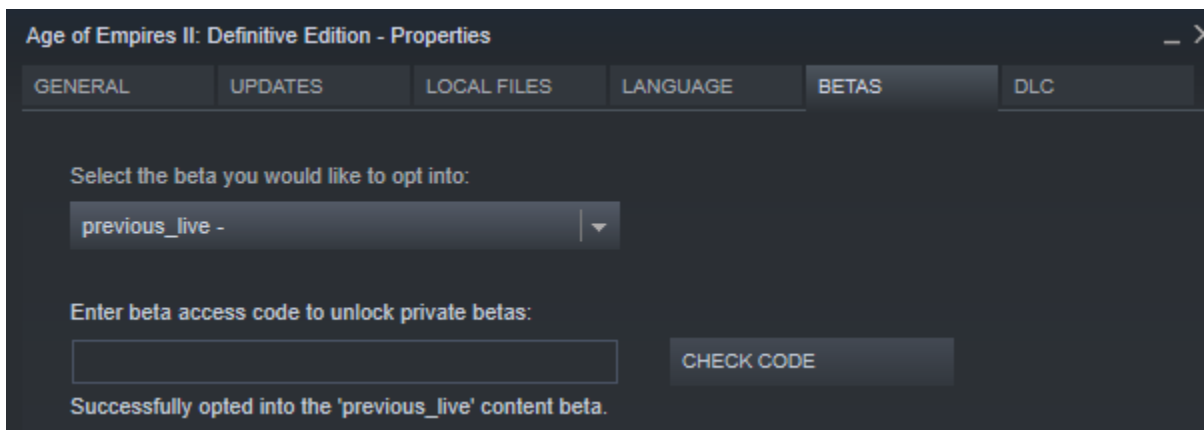 Age of Empires II: Definitive Edition - Properties
GENERAL UPDATES LOCAL FILES LANGUAGE BETAS DLC
Select the beta you would like to opt into:
previous_live -
Enter beta access code to unlock private betas:
CHECK CODE
Successfully opted into the 'previous_live' content beta.